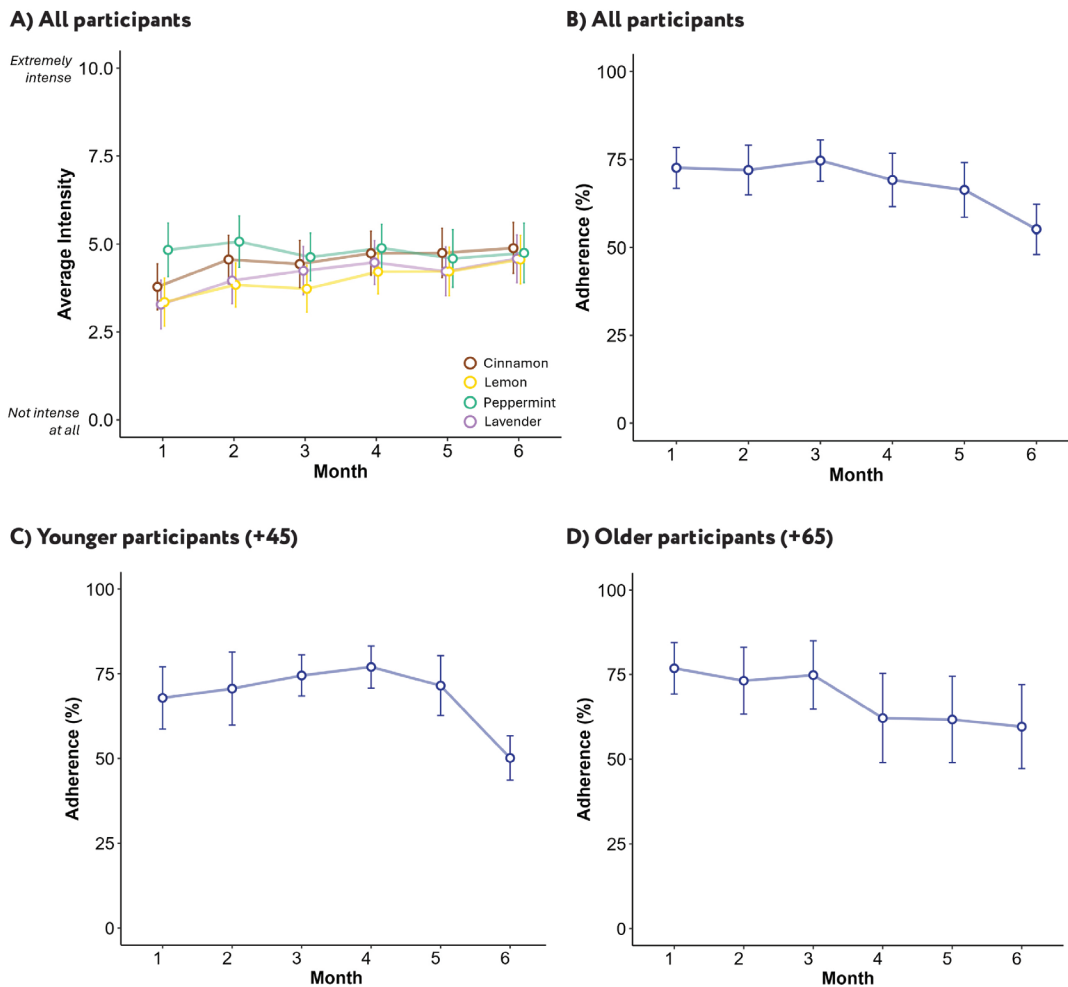 A) All participants
Extremely
intense
10.0
7.5
5.0
2.5
0.0
Not intense
at all
Average Intensity
Cinnamon
Lemon
Peppermint
Lavender
1 2 3 4 5 6
Month
B) All participants
100
75
50
25
0
Adherence (%)
1 2 3 4 5 6
Month
C) Younger participants (+45)
100
75
50
25
0
Adherence (%)
1 2 3 4 5 6
Month
D) Older participants (+65)
100
75
50
25
0
Adherence (%)
1 2 3 4 5 6
Month